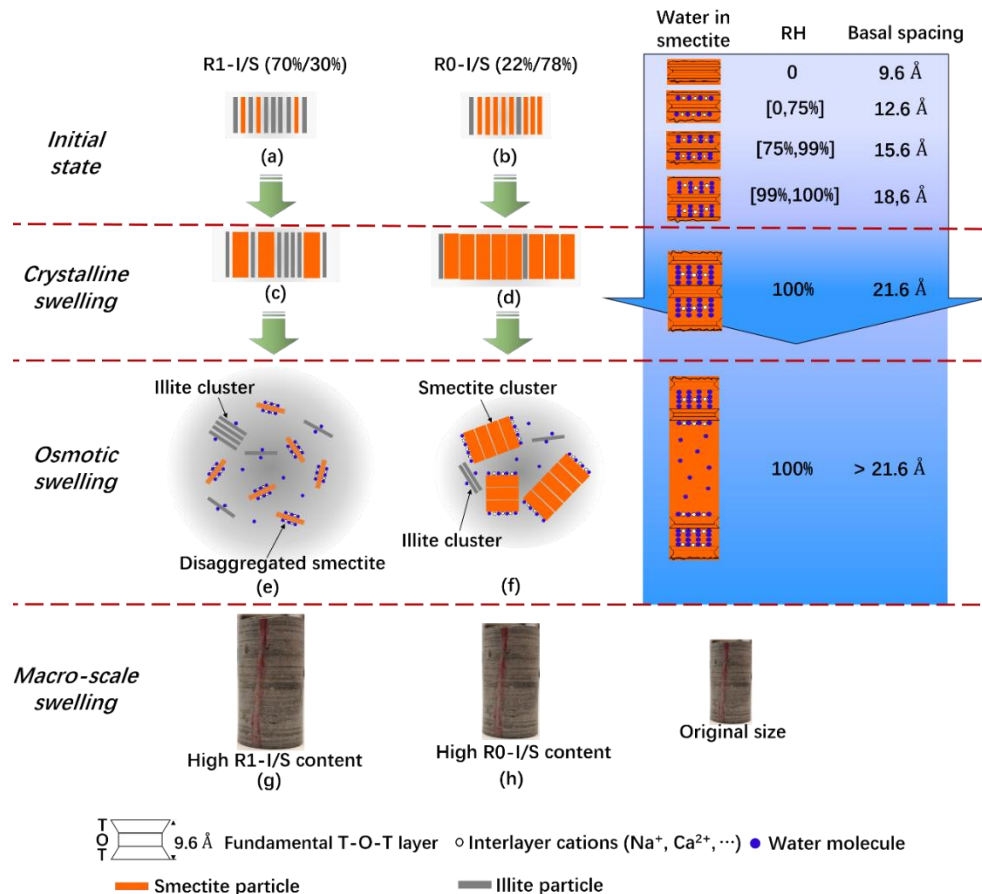 Water in
smectite
RH
Basal spacing
R1-I/S (70%/30%)
R0-I/S (22%/78%)
0
9.6 Å
[0,75%]
12.6 Å
Initial
state
(a)
(b)
[75%,99%]
15.6 Å
[99%,100%]
18,6 Å
Crystalline
swelling
(c)
(d)
100%
21.6 Å
Illite cluster
Smectite cluster
Osmotic
swelling
100%
> 21.6 Å
Disaggregated smectite
Illite cluster
(e)
(f)
Macro-scale
swelling
High R1-I/S content
High R0-I/S content
Original size
(g)
(h)
T
O
T
9.6 Å
Fundamental T-O-T layer
Interlayer cations (Na⁺, Ca²⁺, ⋯)
Water molecule
Smectite particle
Illite particle